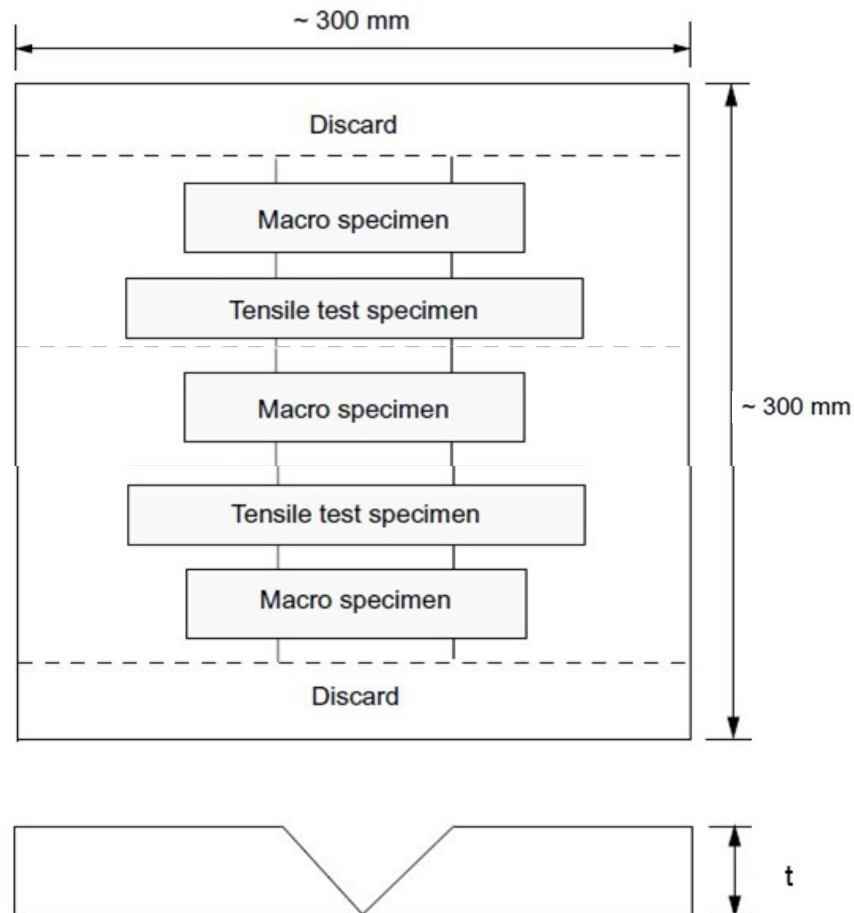 ~ 300 mm
Discard
Macro specimen
Tensile test specimen
Macro specimen
~ 300 mm
Tensile test specimen
Macro specimen
Discard
t